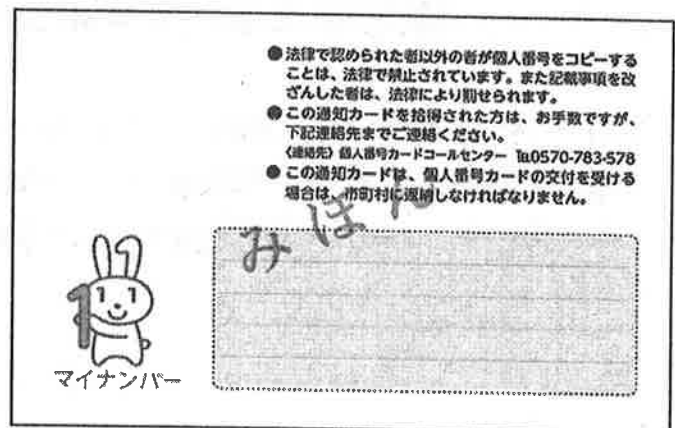 ●法律で認められた者以外の者が個人番号をコピーする
ことは、法律で禁止されています。また記載事項を改
ざんした者は、法律により罰せられます。
●この通知カードを拾得された方は、お手数ですが、
下記連絡先までご連絡ください。
〈連絡先〉個人番号カードコールセンター ℡0570-783-578
●この通知カードは、個人番号カードの交付を受ける
場合は、市町村に返納しなければなりません。
みほん
1
マイナンバー